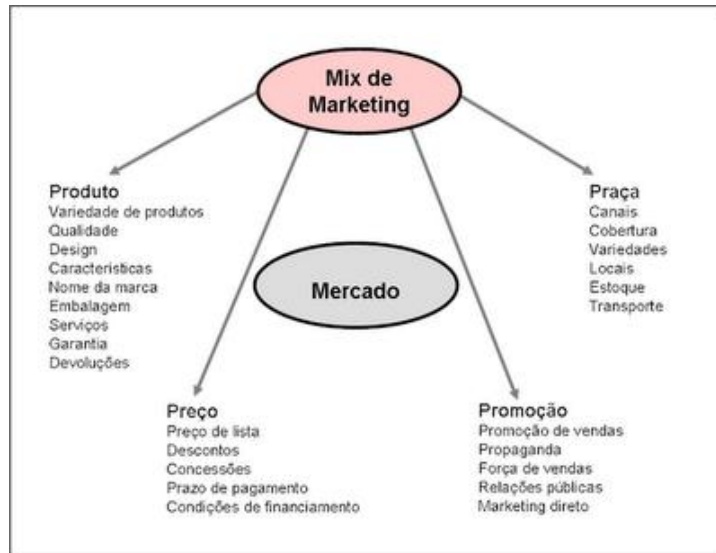 Mix de
Marketing
Produto
Variedade de produtos
Qualidade
Design
Características
Nome da marca
Embalagem
Serviços
Garantia
Devoluções
Praça
Canais
Cobertura
Variedades
Locais
Estoque
Transporte
Mercado
Preço
Preço de lista
Descontos
Concessões
Prazo de pagamento
Condições de financiamento
Promoção
Promoção de vendas
Propaganda
Força de vendas
Relações públicas
Marketing direto